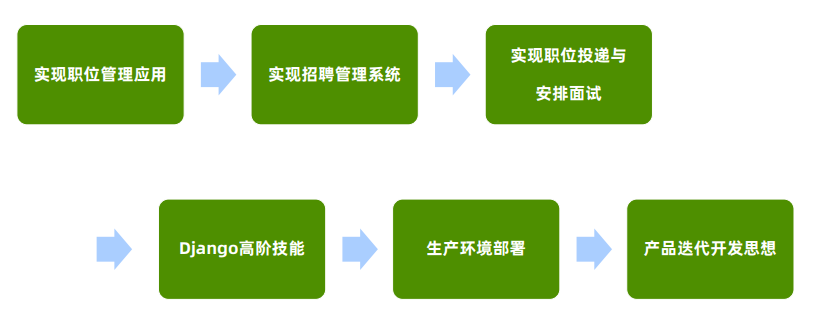 实现职位管理应用
实现招聘管理系统
实现职位投递与
安排面试
Django高阶技能
生产环境部署
产品迭代开发思想